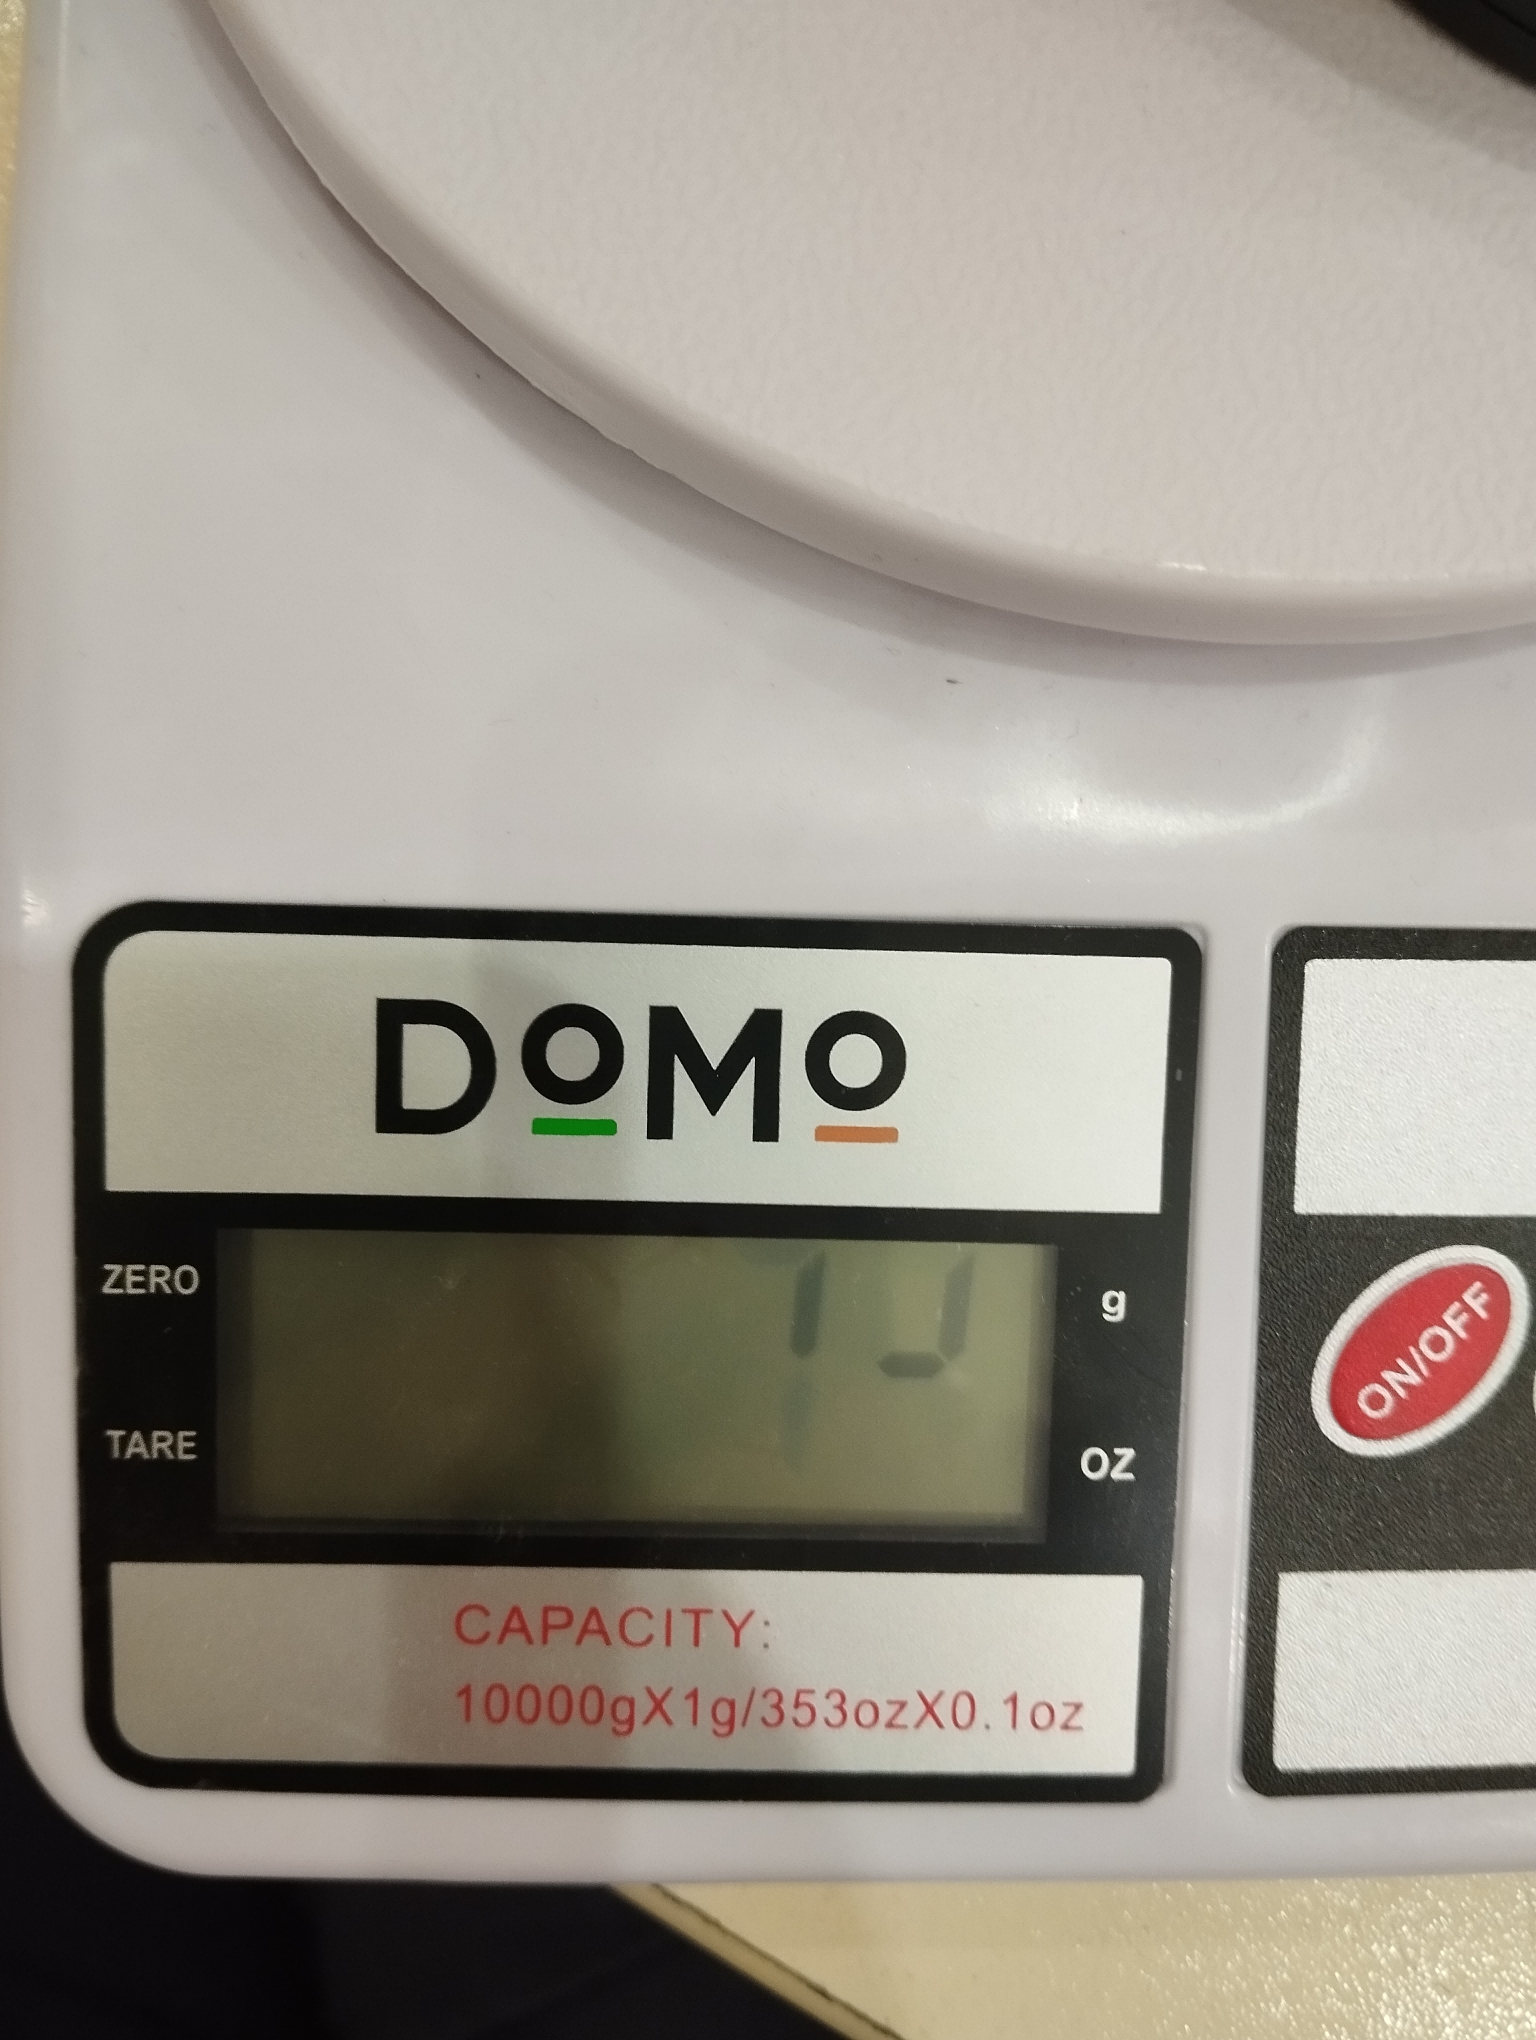 DOMO
ZERO
g
ON/OFF
TARE
OZ
CAPACITY:
10000gX1g/353ozX0.1oz